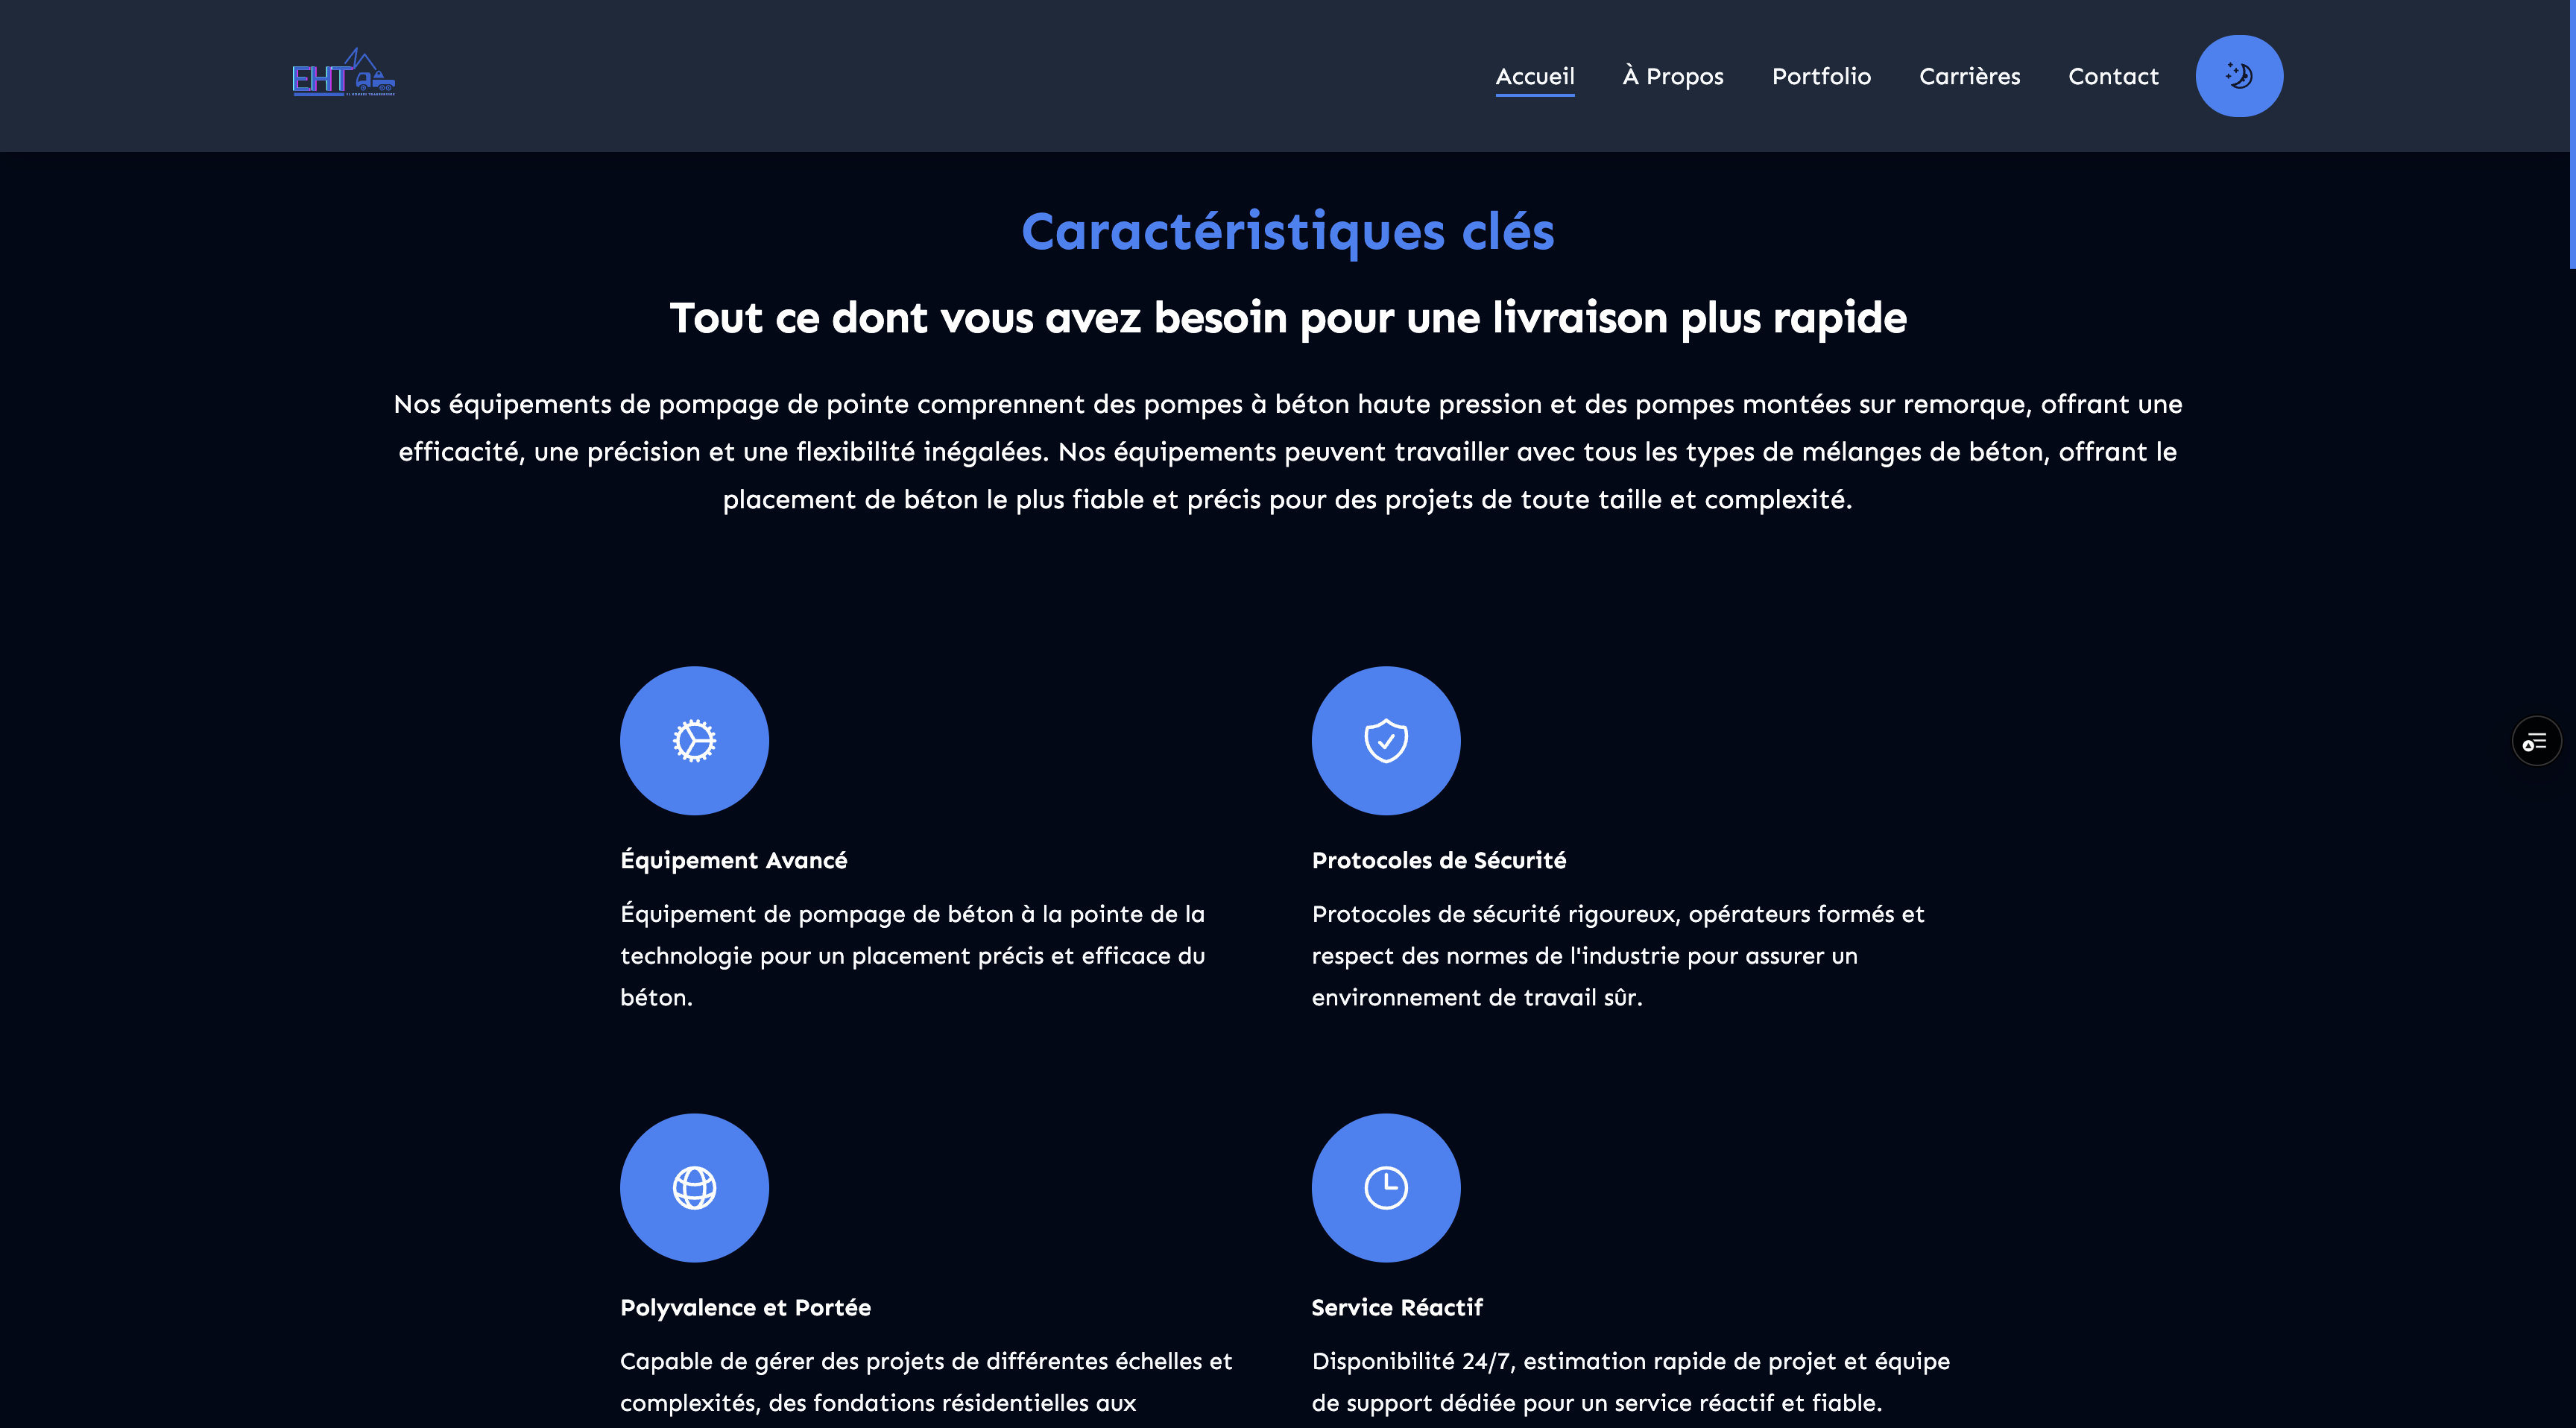 EHT
Accueil
À Propos
Portfolio
Carrières
Contact
Caractéristiques clés
Tout ce dont vous avez besoin pour une livraison plus rapide
Nos équipements de pompage de pointe comprennent des pompes à béton haute pression et des pompes montées sur remorque, offrant une
efficacité, une précision et une flexibilité inégalées. Nos équipements peuvent travailler avec tous les types de mélanges de béton, offrant le
placement de béton le plus fiable et précis pour des projets de toute taille et complexité.
Équipement Avancé
Équipement de pompage de béton à la pointe de la
technologie pour un placement précis et efficace du
béton.
Protocoles de Sécurité
Protocoles de sécurité rigoureux, opérateurs formés et
respect des normes de l'industrie pour assurer un
environnement de travail sûr.
Polyvalence et Portée
Capable de gérer des projets de différentes échelles et
complexités, des fondations résidentielles aux
Service Réactif
Disponibilité 24/7, estimation rapide de projet et équipe
de support dédiée pour un service réactif et fiable.